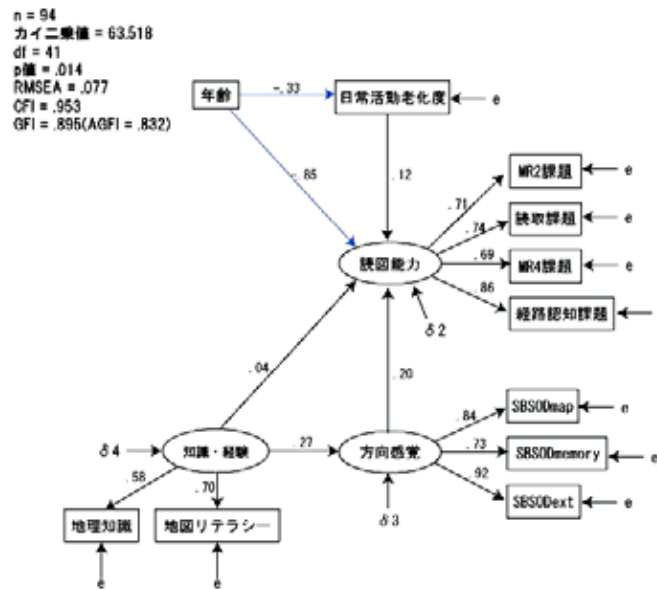 n = 94
カイ二乗値 = 63.518
df = 41
p値 = .014
RMSEA = .077
CFI = .953
GFI = .895(AGFI = .832)
年齢
-.33
日常活動老化度
e
-.85
.12
MR2課題
e
.71
読取課題
e
.74
読図能力
.69
MR4課題
e
.86
経路認知課題
δ2
.04
.20
SBSODmap
e
.84
δ4
知識・経験
.27
方向感覚
.73
SBSODmemory
e
.92
SBSODext
e
.58
.70
δ3
地理知識
地図リテラシー
e
e